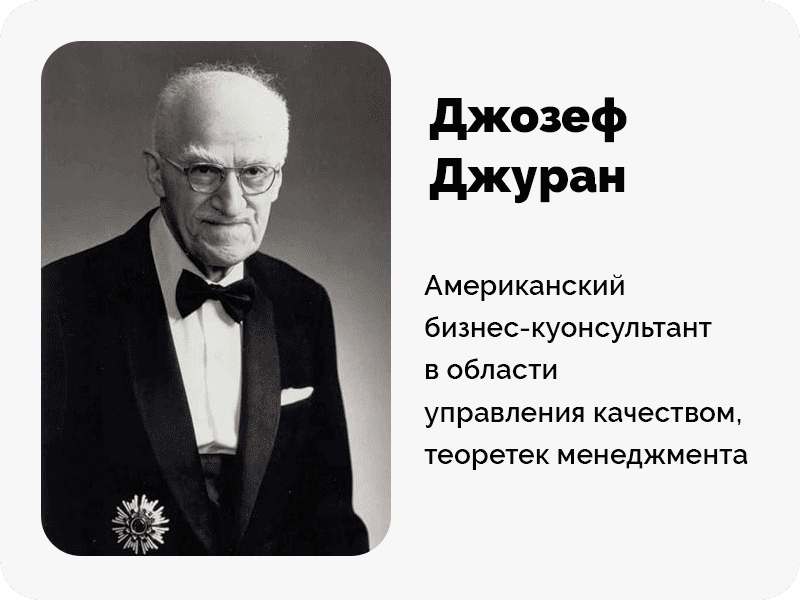 Джозеф
Джуран
Американский
бизнес-куонсультант
в области
управления качеством,
теоретек менеджмента